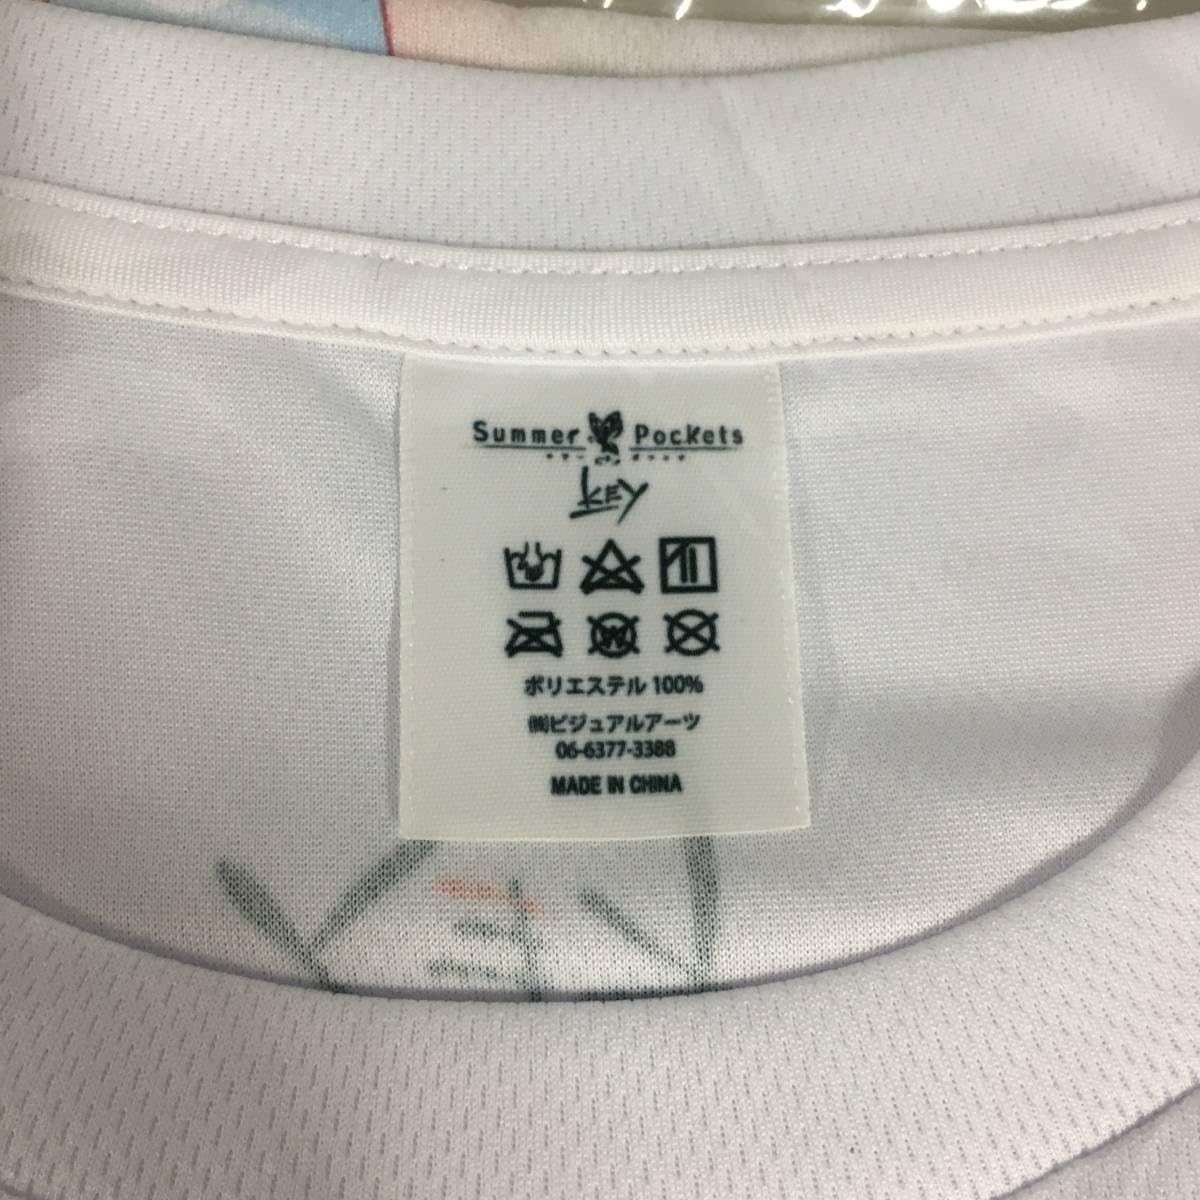 Summer Pockets
KEY
W
ポリエステル 100%
㈱ビジュアルアーツ
06-6377-3388
MADE IN CHINA